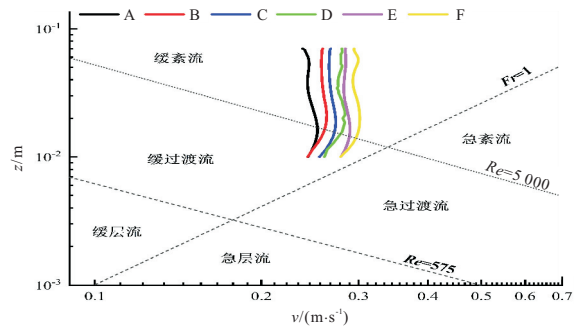 A B C D E F
10⁻¹
10⁻²
10⁻³
z/m
缓紊流
Fr=1
急紊流
缓过渡流
Re=5 000
急过渡流
缓层流
急层流
Re=575
0.1 0.2 0.3 0.4 0.5 0.6 0.7
v/(m·s⁻¹)